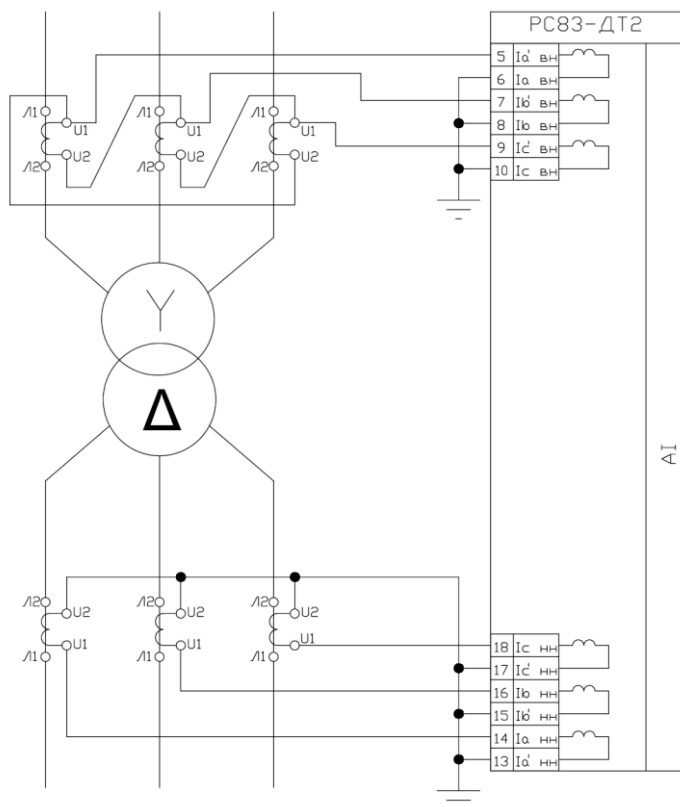 РС83-ДТ2
5 Ia' вн
6 Ia вн
7 Ib' вн
8 Ib вн
9 Ic' вн
10 Ic вн
Л1 Л1 Л1
U1 U1 U1
U2 U2 U2
Л2 Л2 Л2
Y
Δ
AI
Л2 Л2 Л2
U2 U2 U2
U1 U1 U1
Л1 Л1 Л1
18 Ic нн
17 Ic' нн
16 Ib нн
15 Ib' нн
14 Ia нн
13 Ia' нн